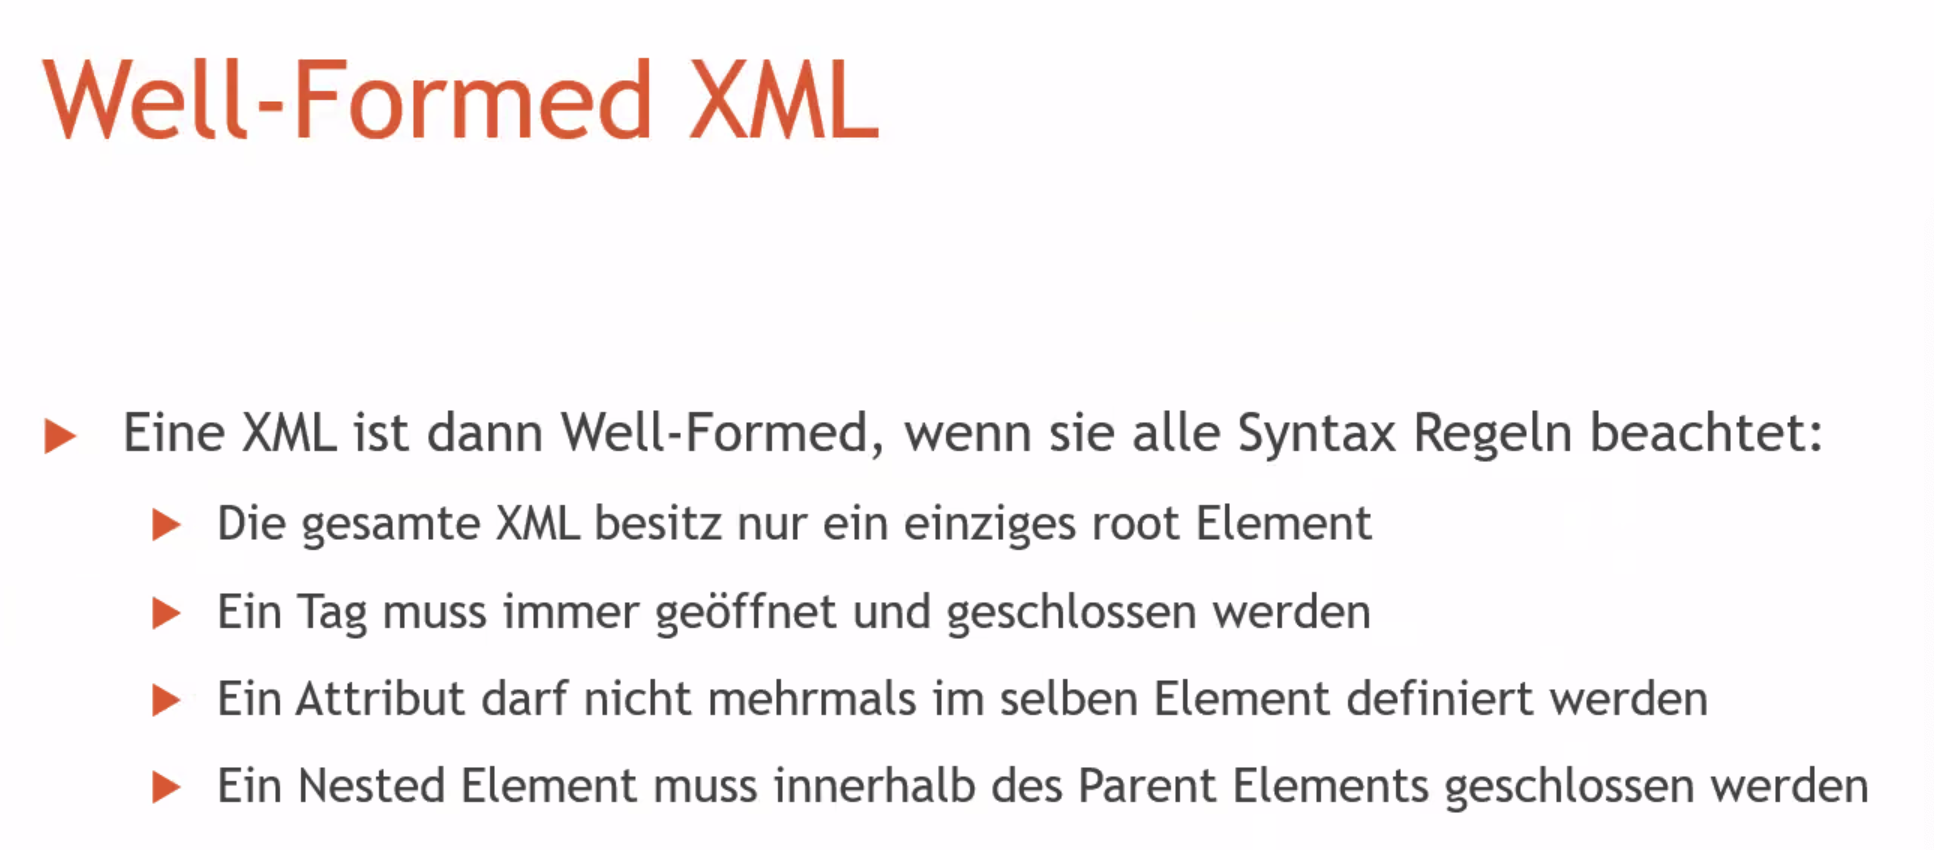 Well-Formed XML
Eine XML ist dann Well-Formed, wenn sie alle Syntax Regeln beachtet:
Die gesamte XML besitz nur ein einziges root Element
Ein Tag muss immer geöffnet und geschlossen werden
Ein Attribut darf nicht mehrmals im selben Element definiert werden
Ein Nested Element muss innerhalb des Parent Elements geschlossen werden